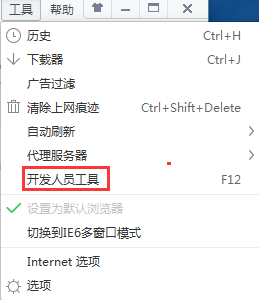 工具 帮助
历史 Ctrl+H
下载器 Ctrl+J
广告过滤
清除上网痕迹 Ctrl+Shift+Delete
自动刷新
代理服务器
开发人员工具 F12
设置为默认浏览器
切换到IE6多窗口模式
Internet 选项
选项